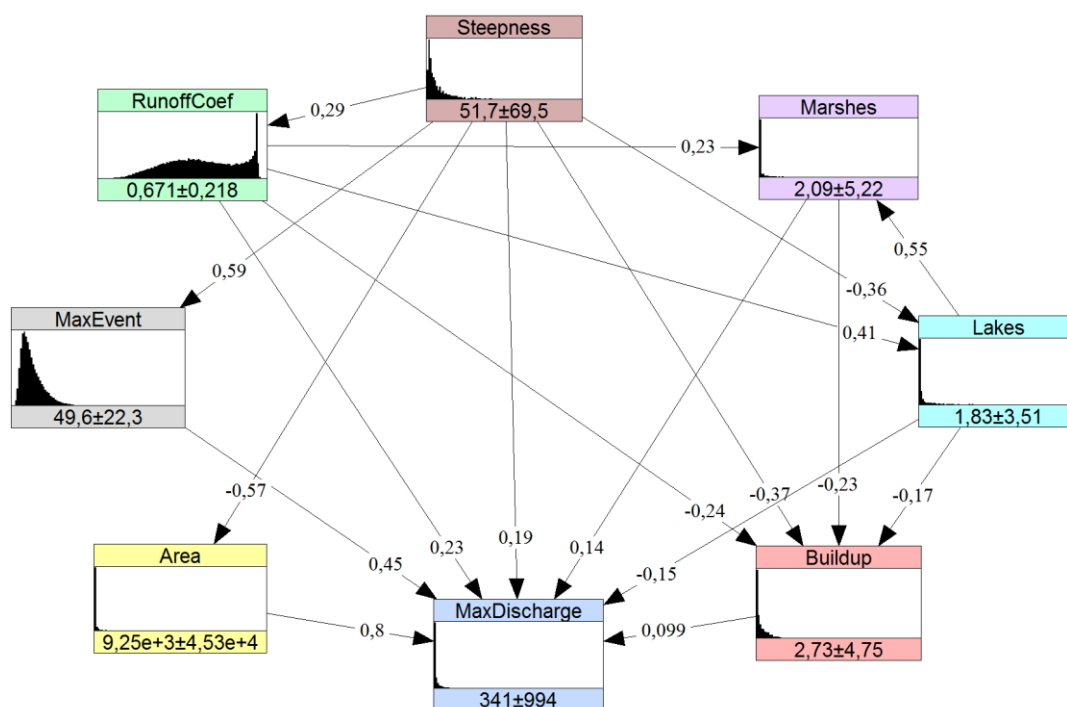 Steepness
51,7±69,5
RunoffCoef
0,671±0,218
Marshes
2,09±5,22
0,29
0,23
0,59
0,55
-0,36
0,41
MaxEvent
49,6±22,3
Lakes
1,83±3,51
-0,57
-0,37
-0,23
-0,17
-0,24
0,45
0,23
0,19
0,14
-0,15
Area
9,25e+3±4,53e+4
Buildup
2,73±4,75
MaxDischarge
341±994
0,8
0,099